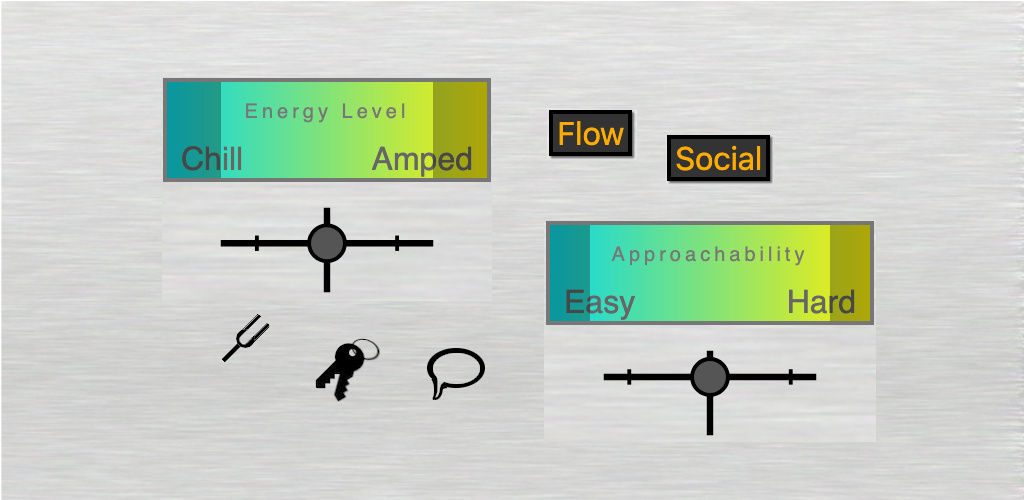 Energy Level
Chill Amped
Flow
Social
Approachability
Easy Hard